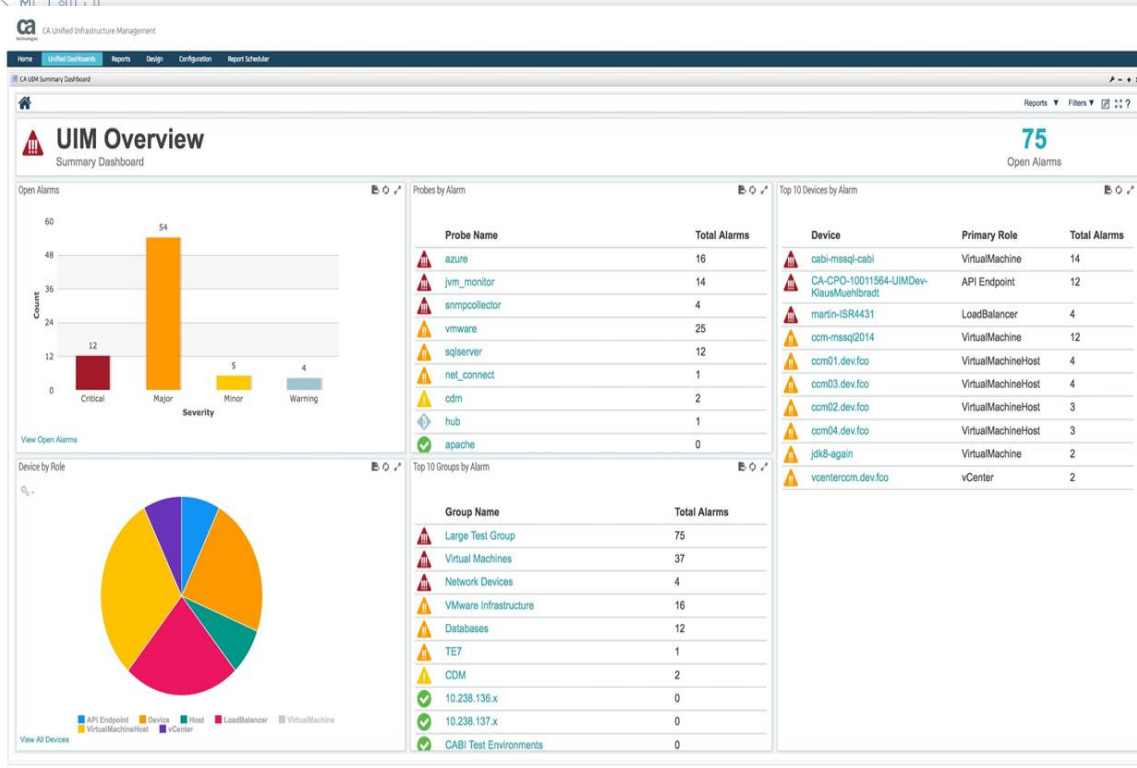 ca
technologies
CA Unified Infrastructure Management
Home Unified Dashboards Reports Design Configuration Report Scheduler
CA UIM Summary Dashboard
Reports Filters ?
UIM Overview
Summary Dashboard
75
Open Alarms
Open Alarms
60
48
36
24
12
0
Count
54
12
5
4
Critical Major Minor Warning
Severity
View Open Alarms
Probes by Alarm
Probe Name Total Alarms
azure 16
jvm_monitor 14
snmpcollector 4
vmware 25
sqlserver 12
net_connect 1
cdm 2
hub 1
apache 0
Top 10 Devices by Alarm
Device Primary Role Total Alarms
cabi-mssql-cabi VirtualMachine 14
CA-CPO-10011564-UIMDev- API Endpoint 12
KlausMuehlbradt
martin-ISR4431 LoadBalancer 4
ccm-mssql2014 VirtualMachine 12
ccm01.dev.fco VirtualMachineHost 4
ccm03.dev.fco VirtualMachineHost 4
ccm02.dev.fco VirtualMachineHost 3
ccm04.dev.fco VirtualMachineHost 3
jdk8-again VirtualMachine 2
vcenterccm.dev.fco vCenter 2
Device by Role
API Endpoint Device Host LoadBalancer VirtualMachine
VirtualMachineHost vCenter
View All Devices
Top 10 Groups by Alarm
Group Name Total Alarms
Large Test Group 75
Virtual Machines 37
Network Devices 4
VMware Infrastructure 16
Databases 12
TE7 1
CDM 2
10.238.136.x 0
10.238.137.x 0
CABI Test Environments 0